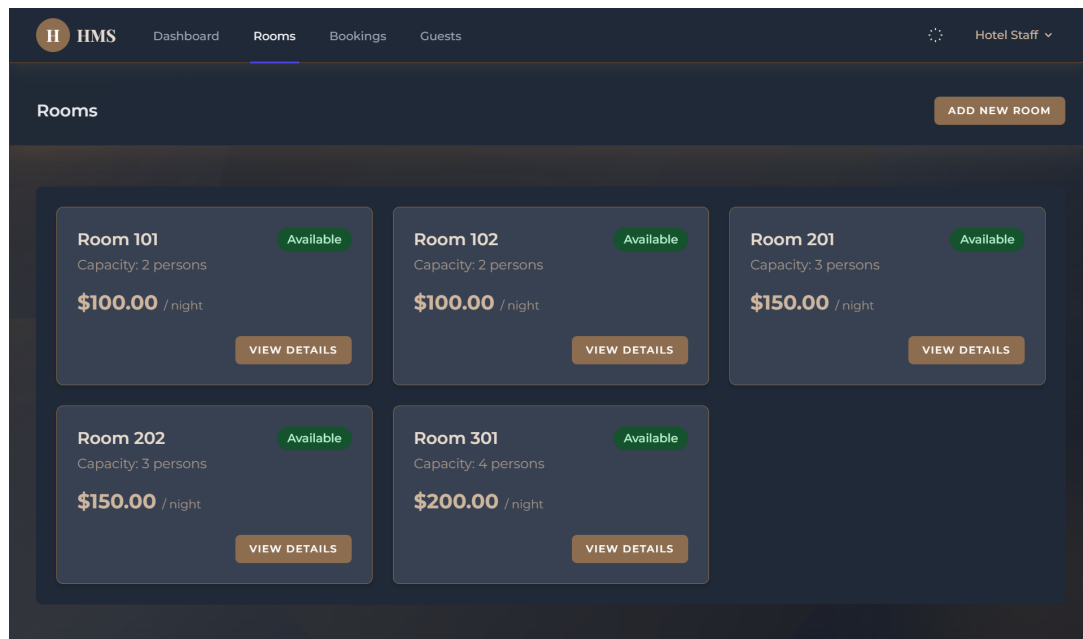 H HMS Dashboard Rooms Bookings Guests Hotel Staff
Rooms ADD NEW ROOM
Room 101 Available
Capacity: 2 persons
$100.00 / night
VIEW DETAILS
Room 102 Available
Capacity: 2 persons
$100.00 / night
VIEW DETAILS
Room 201 Available
Capacity: 3 persons
$150.00 / night
VIEW DETAILS
Room 202 Available
Capacity: 3 persons
$150.00 / night
VIEW DETAILS
Room 301 Available
Capacity: 4 persons
$200.00 / night
VIEW DETAILS